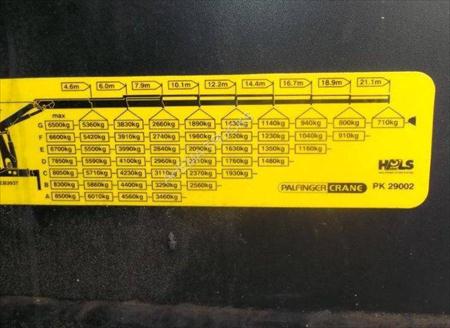 4.6m 6.0m 7.9m 10.1m 12.2m 14.4m 16.7m 18.9m 21.1m
max
G 6500kg 5360kg 3830kg 2660kg 1890kg 1430kg 1140kg 940kg 800kg 710kg
F 6600kg 5420kg 3910kg 2740kg 1980kg 1520kg 1230kg 1040kg 910kg
E 6700kg 5500kg 3990kg 2840kg 2090kg 1630kg 1350kg 1160kg
D 7850kg 5590kg 4100kg 2960kg 1760kg 1480kg
C 8050kg 5710kg 4230kg 3110kg 2370kg 1930kg
B 8300kg 5860kg 4400kg 3290kg 2560kg
A 8500kg 6010kg 4560kg 3460kg
PALFINGER CRANE PK 29002